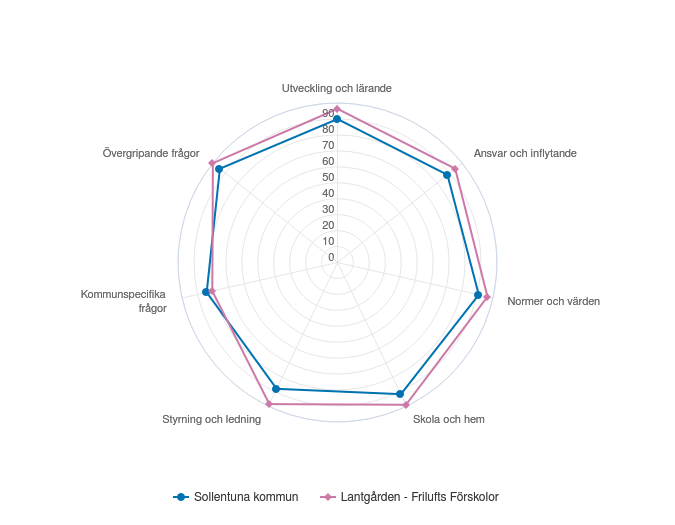 Utveckling och lärande
90
80
70
60
50
40
30
20
10
0
Övergripande frågor
Ansvar och inflytande
Kommunspecifika
frågor
Normer och värden
Styrning och ledning
Skola och hem
Sollentuna kommun
Lantgården - Frilufts Förskolor